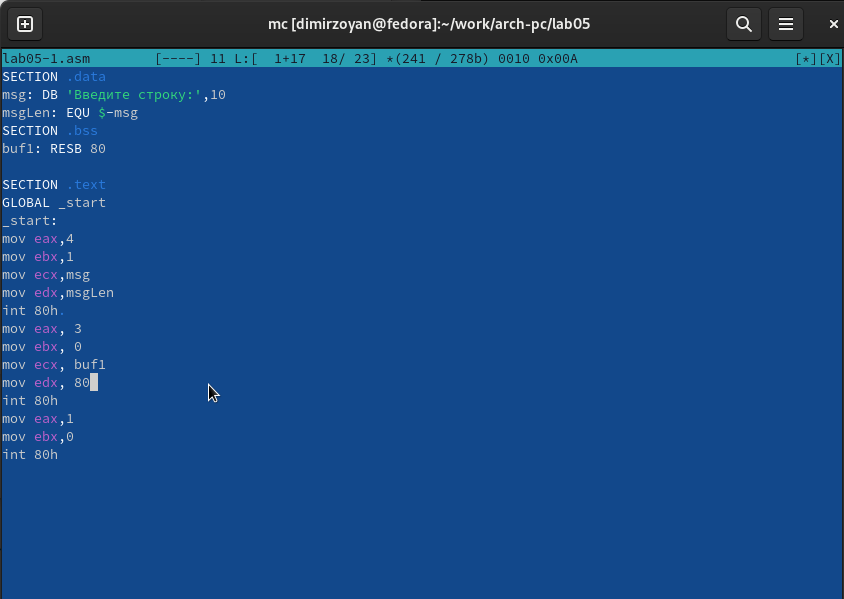 mc [dimirzoyan@fedora]:~/work/arch-pc/lab05
lab05-1.asm [----] 11 L:[ 1+17 18/ 23] *(241 / 278b) 0010 0x00A [*][X]
SECTION .data
msg: DB 'Введите строку:',10
msgLen: EQU $-msg
SECTION .bss
buf1: RESB 80
SECTION .text
GLOBAL _start
_start:
mov eax,4
mov ebx,1
mov ecx,msg
mov edx,msgLen
int 80h.
mov eax, 3
mov ebx, 0
mov ecx, buf1
mov edx, 80
int 80h
mov eax,1
mov ebx,0
int 80h